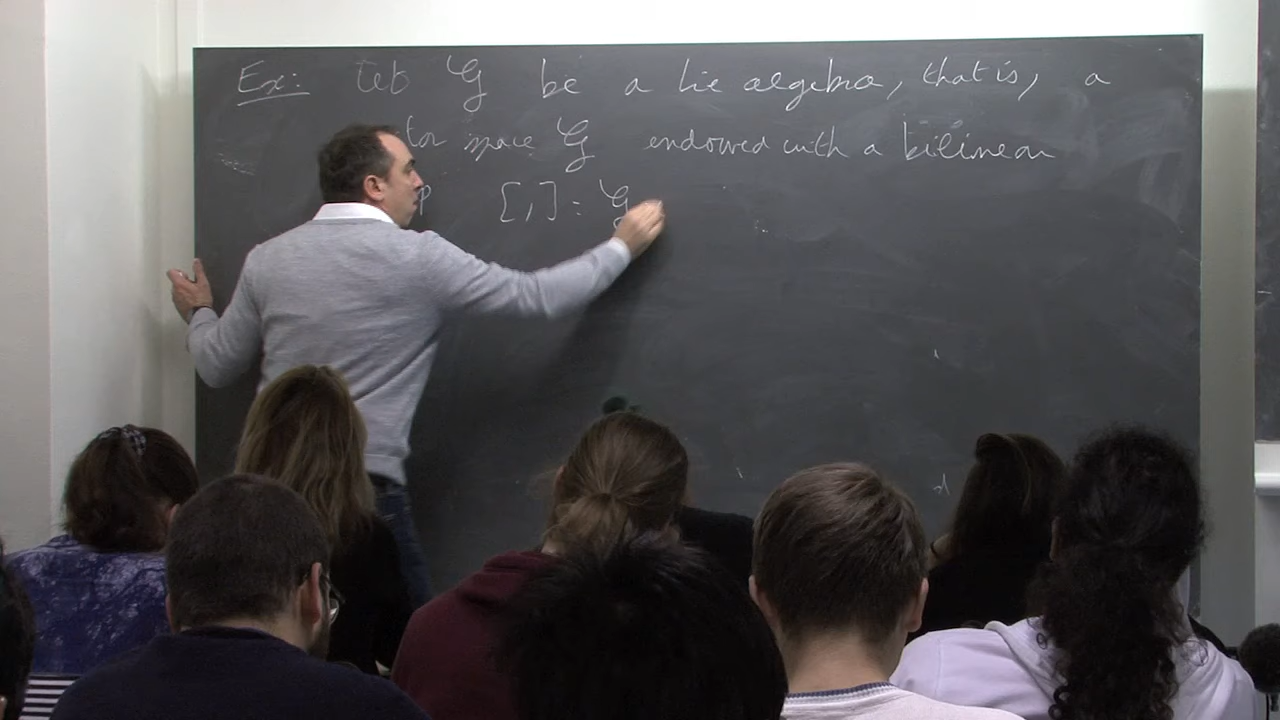 Ex: Let G be a Lie algebra, that is, a
tor space G endowed with a bilinear
p [,] : G